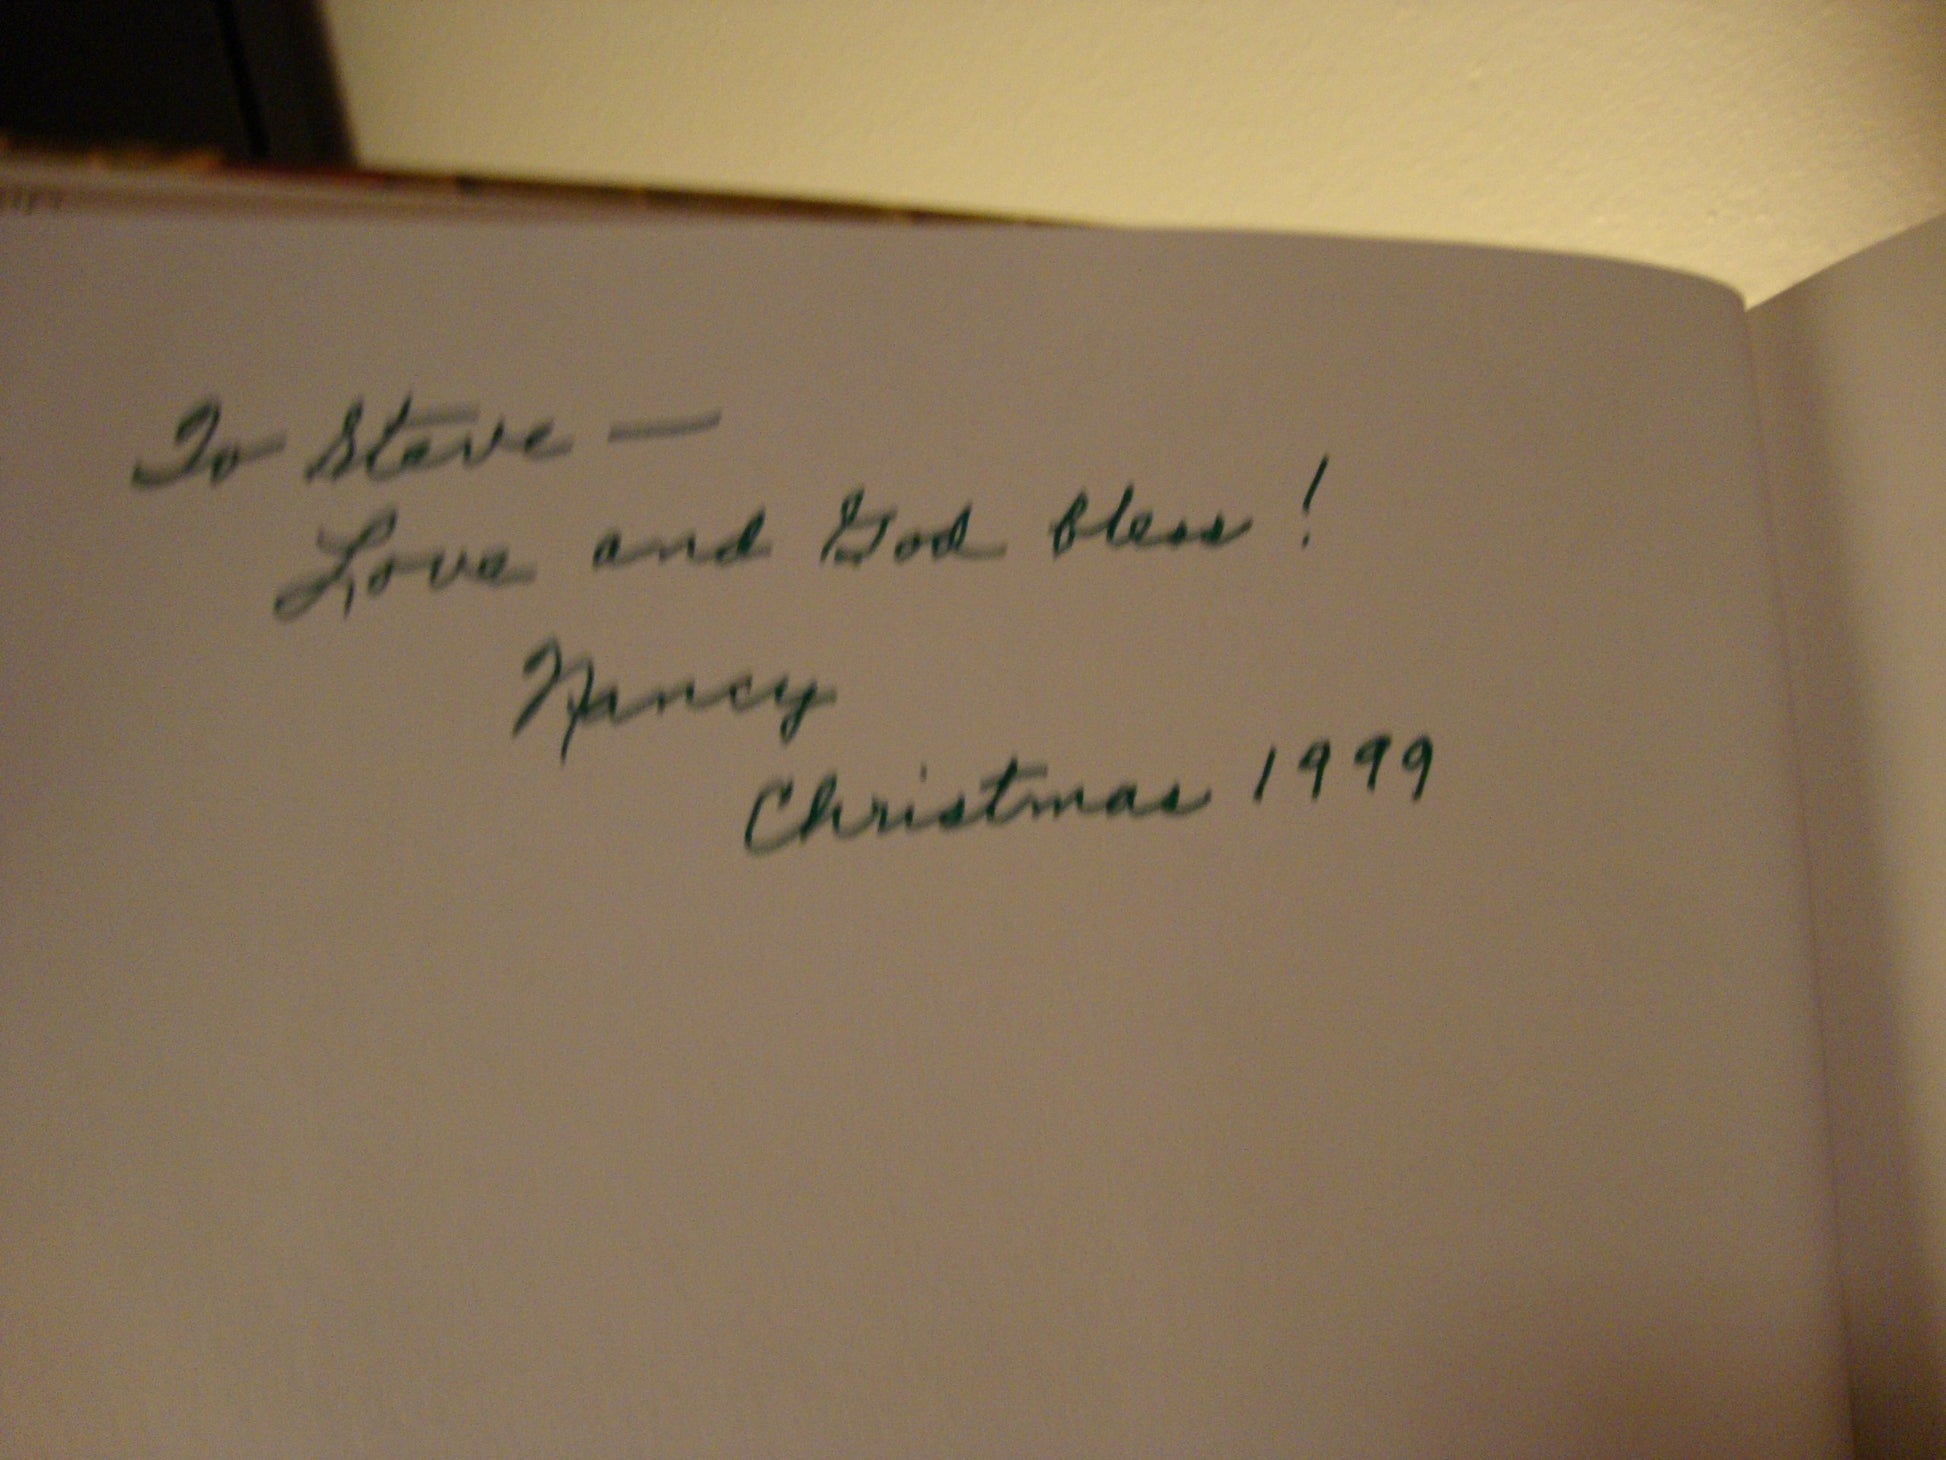 To Steve —
Love and God bless!
Nancy
Christmas 1999